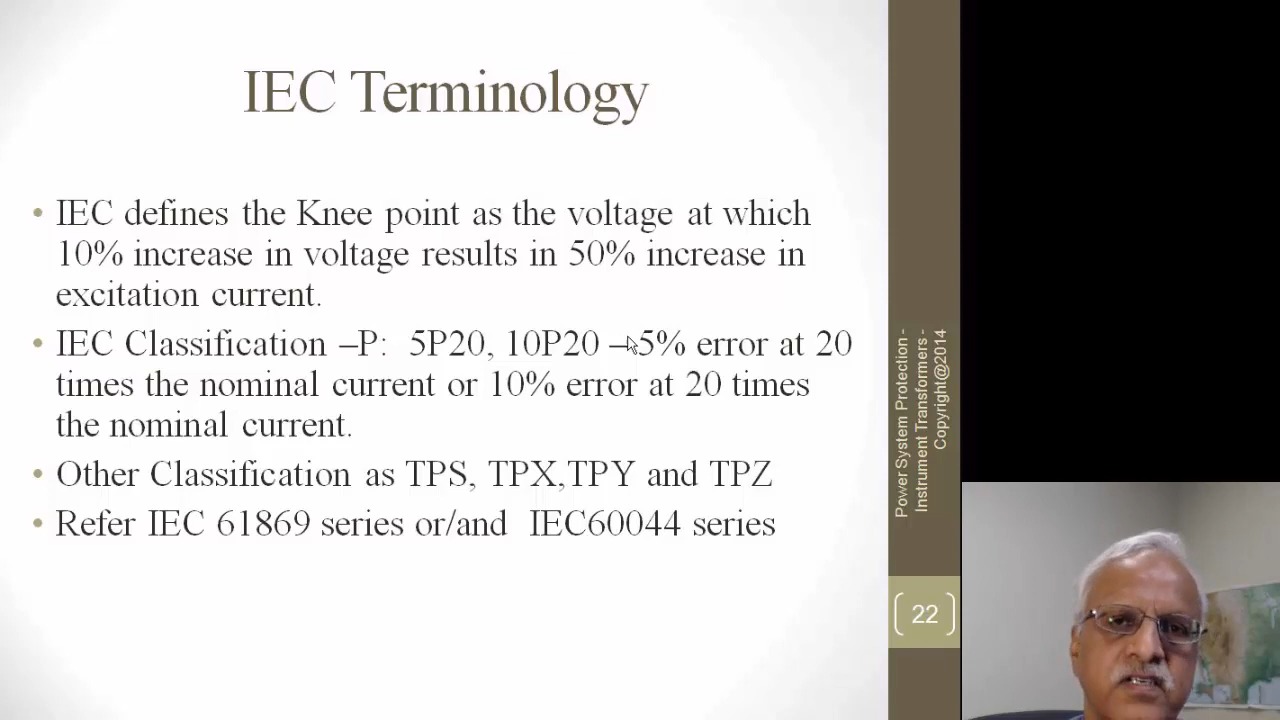 IEC Terminology
• IEC defines the Knee point as the voltage at which
10% increase in voltage results in 50% increase in
excitation current.
• IEC Classification –P: 5P20, 10P20 –5% error at 20
times the nominal current or 10% error at 20 times
the nominal current.
• Other Classification as TPS, TPX,TPY and TPZ
• Refer IEC 61869 series or/and IEC60044 series
Power System Protection -
Instrument Transformers -
Copyright@2014
22